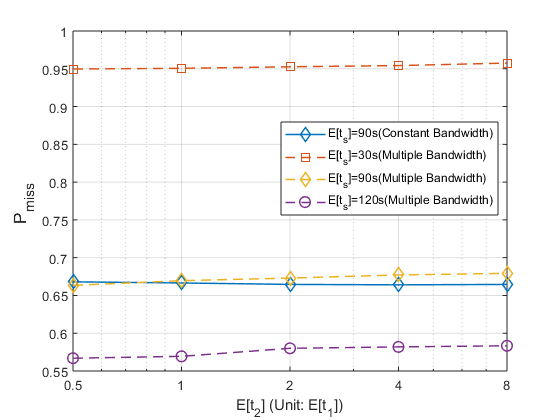 1
0.95
0.9
0.85
0.8
0.75
0.7
0.65
0.6
0.55
P_miss
E[t_s]=90s(Constant Bandwidth)
E[t_s]=30s(Multiple Bandwidth)
E[t_s]=90s(Multiple Bandwidth)
E[t_s]=120s(Multiple Bandwidth)
0.5 1 2 4 8
E[t_2] (Unit: E[t_1])